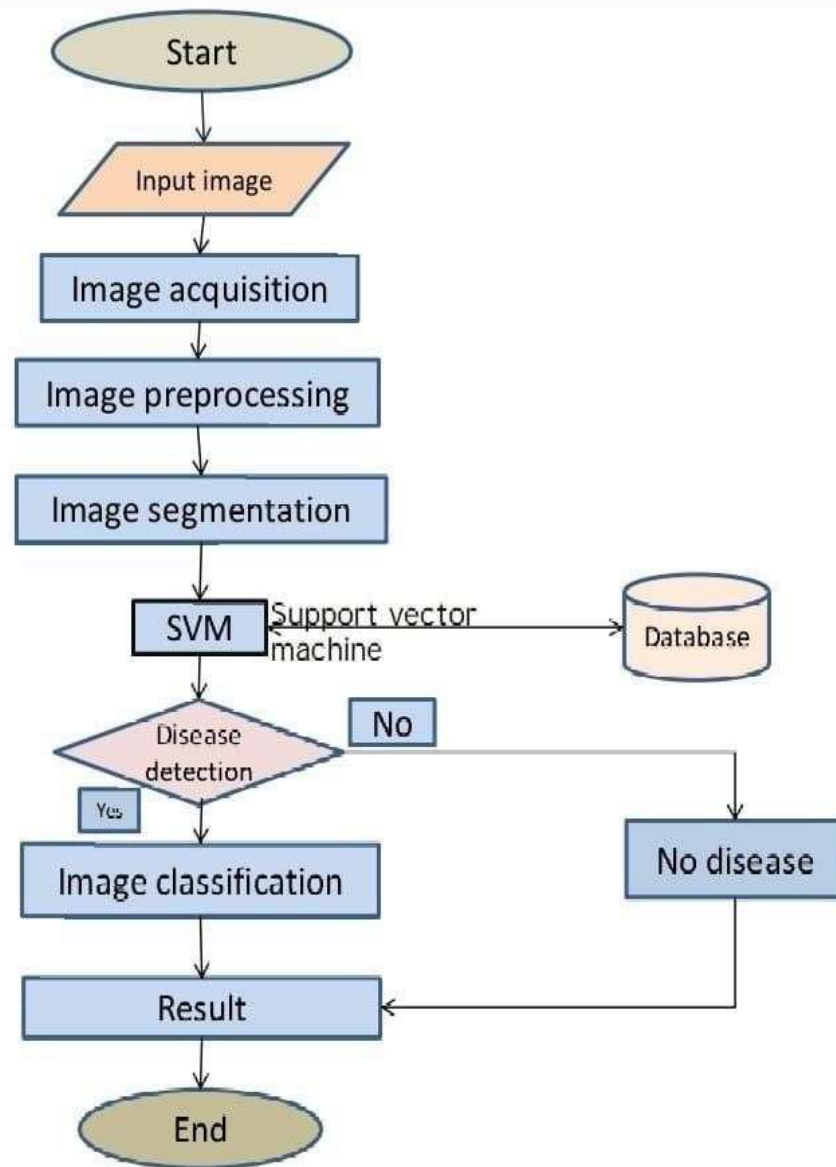 Start
Input image
Image acquisition
Image preprocessing
Image segmentation
SVM
Support vector
machine
Database
Disease
detection
No
Yes
Image classification
No disease
Result
End